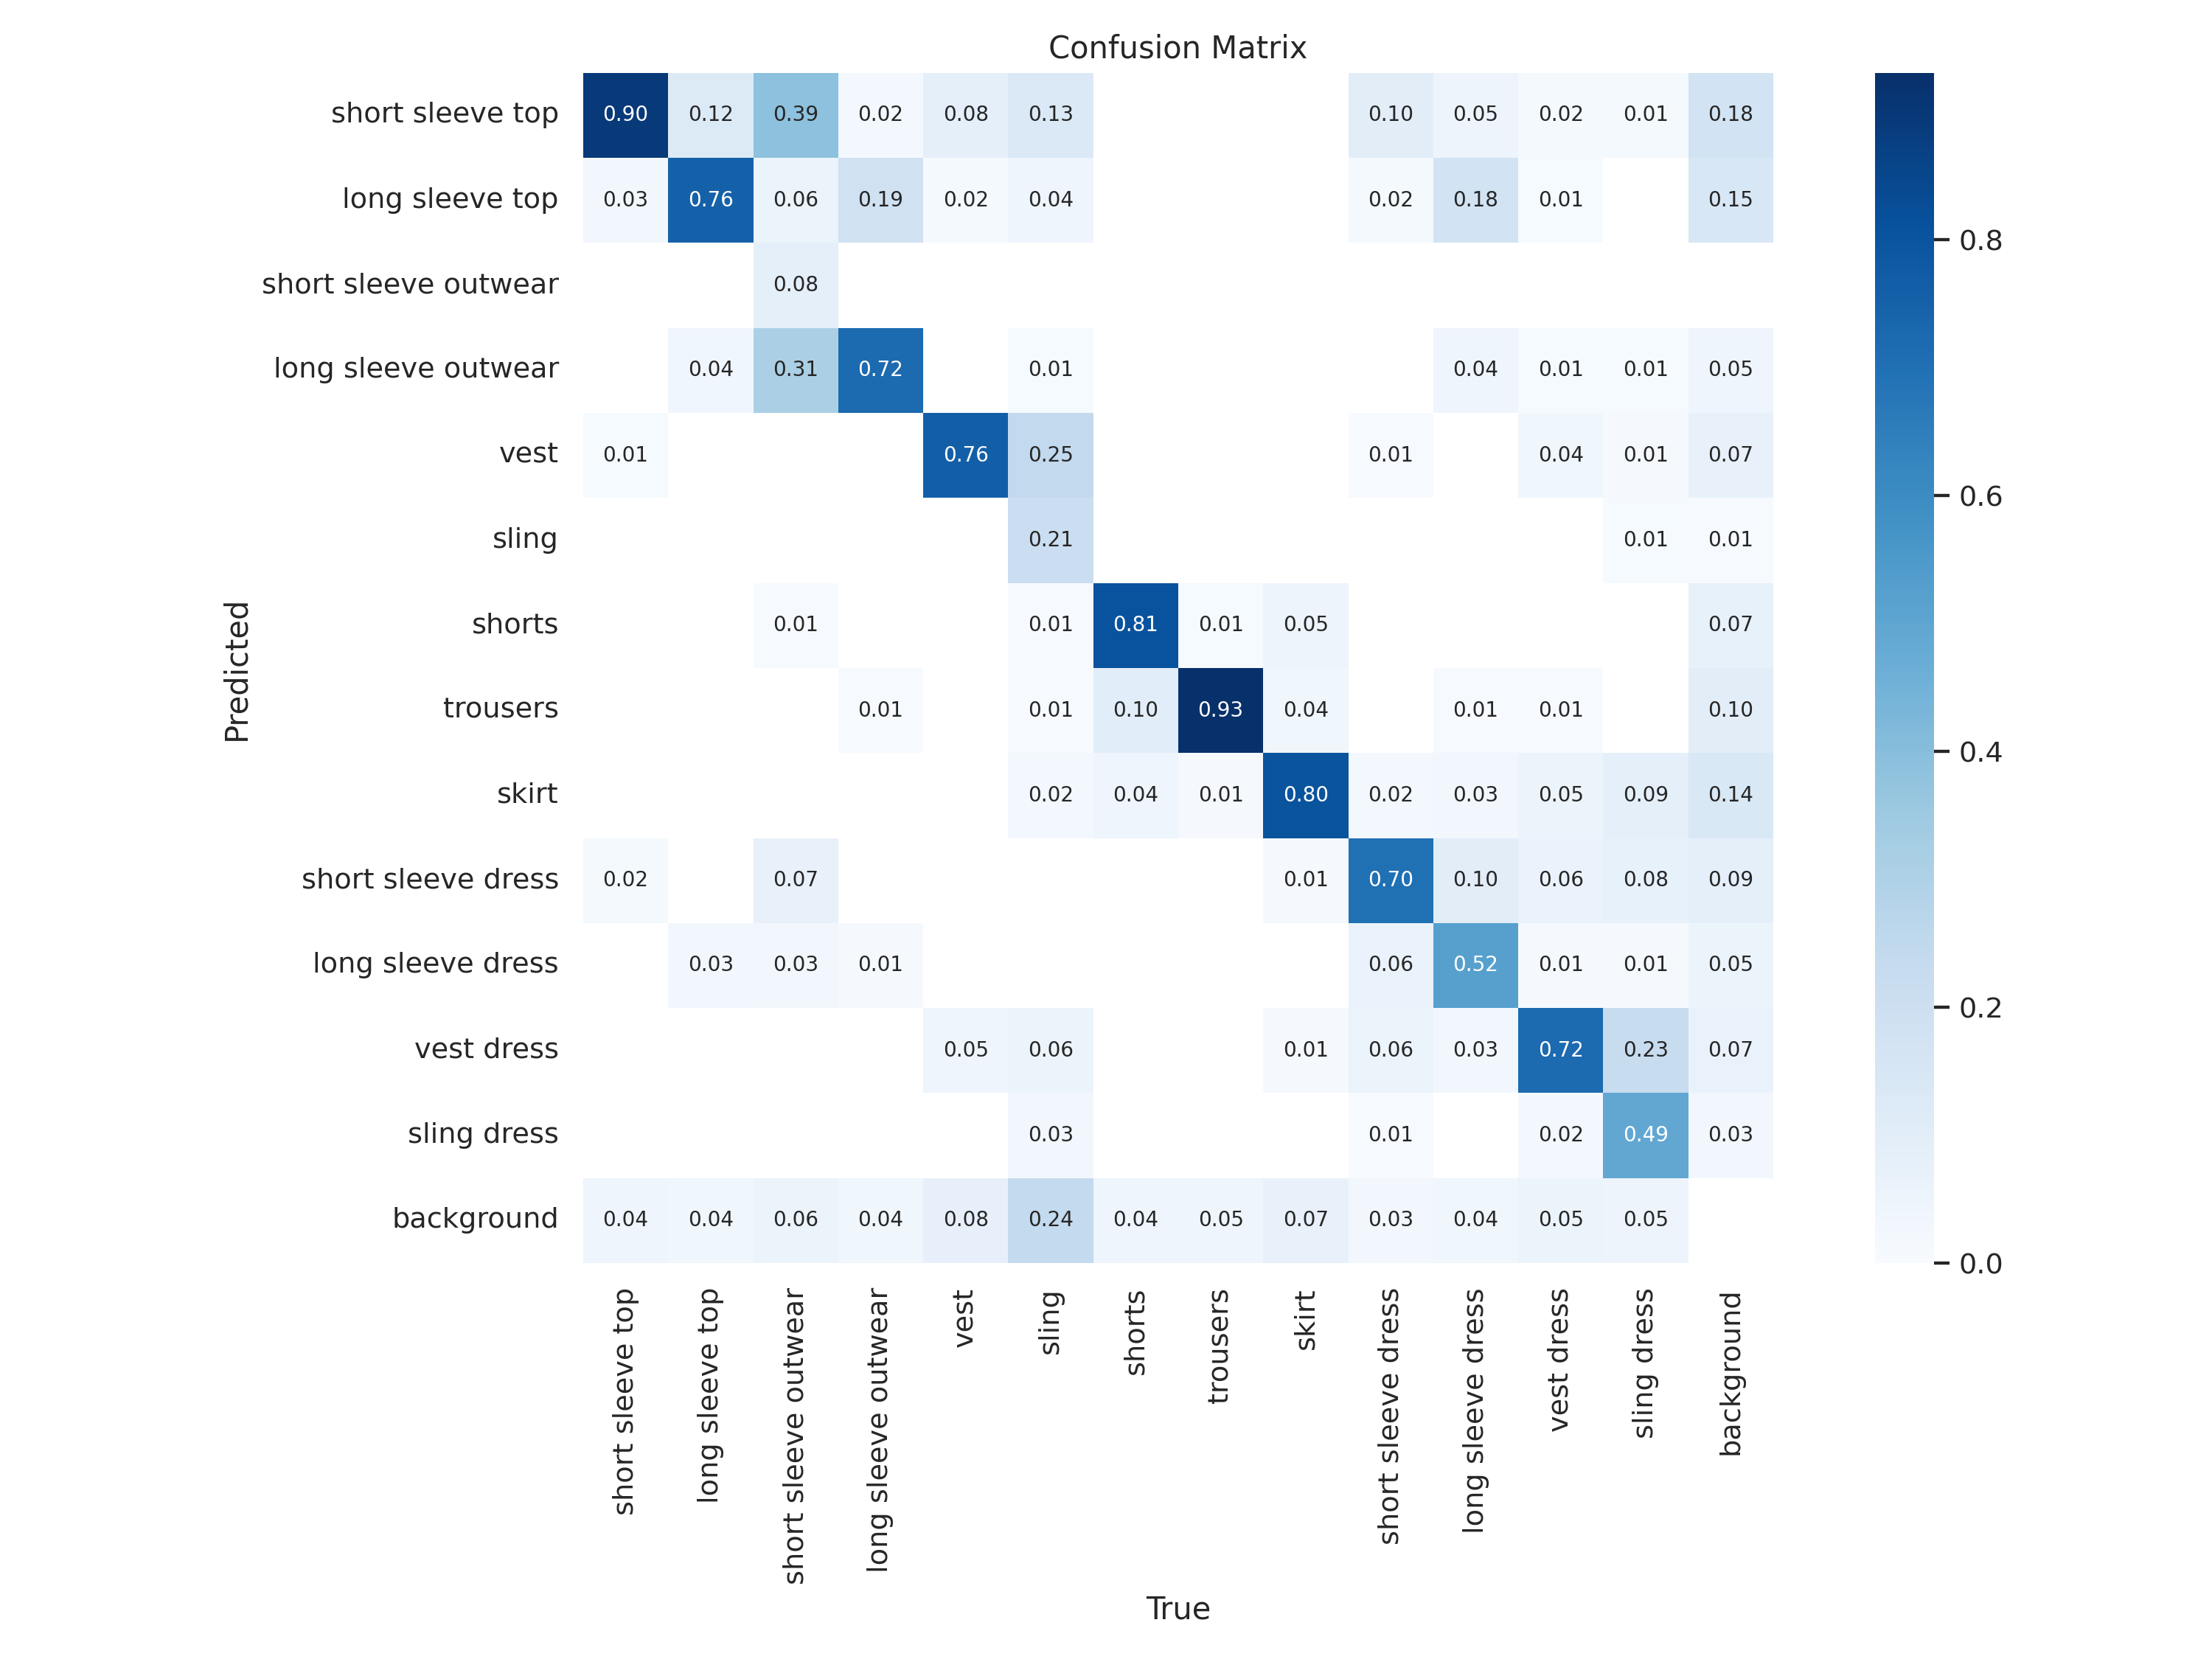 Confusion Matrix
short sleeve top 0.90 0.12 0.39 0.02 0.08 0.13 0.10 0.05 0.02 0.01 0.18
long sleeve top 0.03 0.76 0.06 0.19 0.02 0.04 0.02 0.18 0.01 0.15
0.8
short sleeve outwear 0.08
long sleeve outwear 0.04 0.31 0.72 0.01 0.04 0.01 0.01 0.05
vest 0.01 0.76 0.25 0.01 0.04 0.01 0.07
0.6
sling 0.21 0.01 0.01
shorts 0.01 0.01 0.81 0.01 0.05 0.07
Predicted
trousers 0.01 0.01 0.10 0.93 0.04 0.01 0.01 0.10
0.4
skirt 0.02 0.04 0.01 0.80 0.02 0.03 0.05 0.09 0.14
short sleeve dress 0.02 0.07 0.01 0.70 0.10 0.06 0.08 0.09
long sleeve dress 0.03 0.03 0.01 0.06 0.52 0.01 0.01 0.05
0.2
vest dress 0.05 0.06 0.01 0.06 0.03 0.72 0.23 0.07
sling dress 0.03 0.01 0.02 0.49 0.03
background 0.04 0.04 0.06 0.04 0.08 0.24 0.04 0.05 0.07 0.03 0.04 0.05 0.05
0.0
short sleeve top
long sleeve top
short sleeve outwear
long sleeve outwear
vest
sling
shorts
trousers
skirt
short sleeve dress
long sleeve dress
vest dress
sling dress
background
True